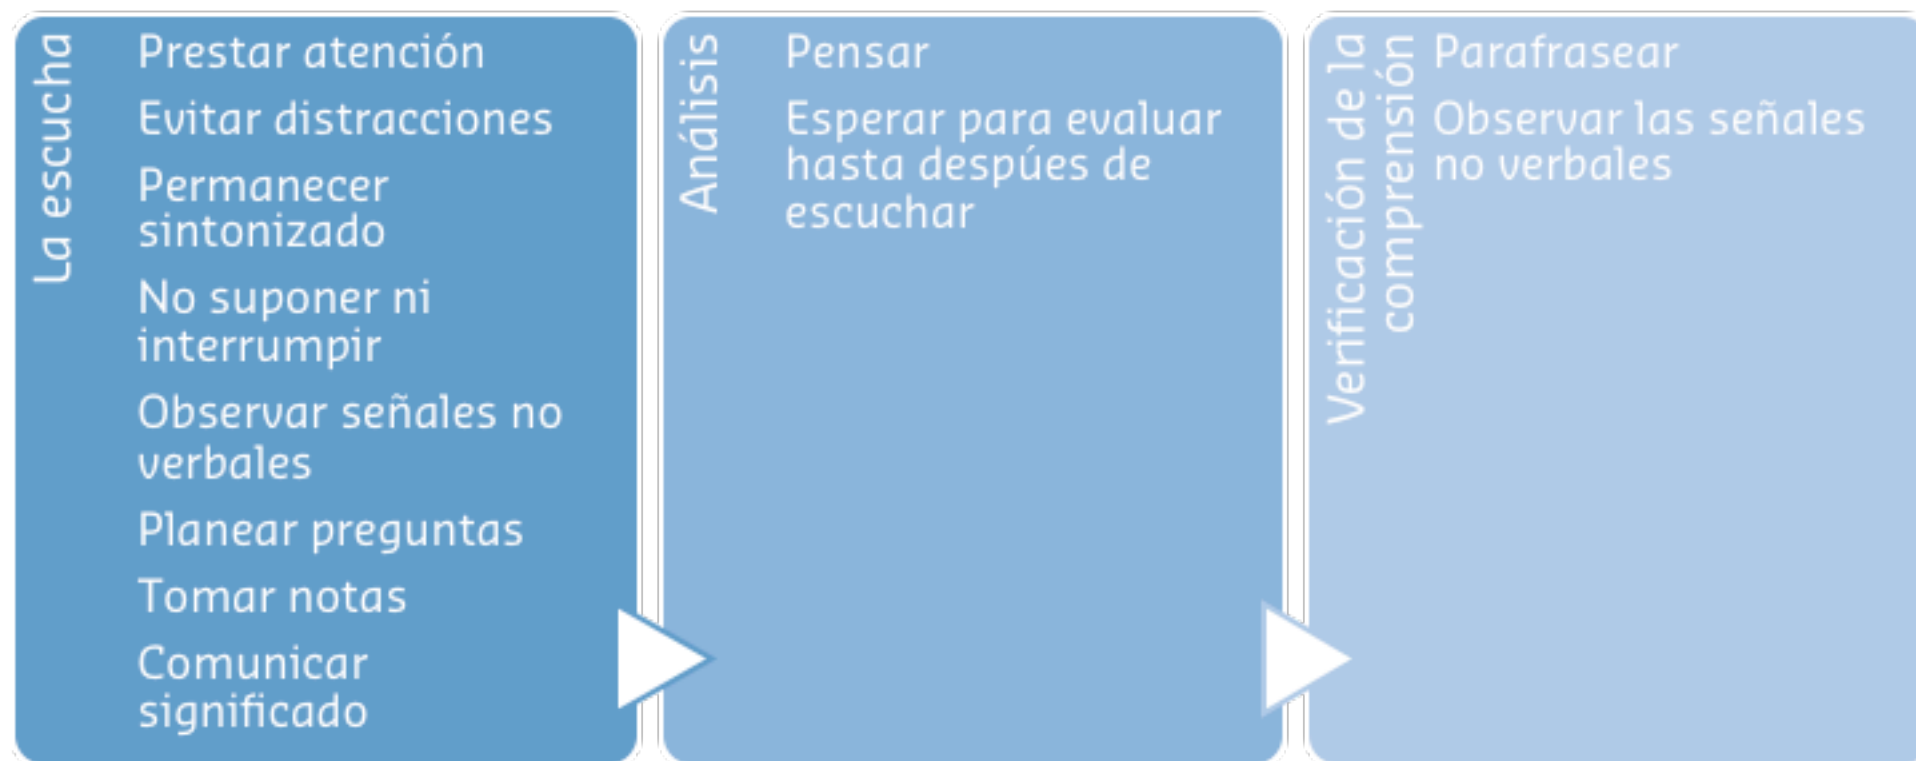 La escucha
Prestar atención
Evitar distracciones
Permanecer
sintonizado
No suponer ni
interrumpir
Observar señales no
verbales
Planear preguntas
Tomar notas
Comunicar
significado
Análisis
Pensar
Esperar para evaluar
hasta despúes de
escuchar
Verificación de la
comprensión
Parafrasear
Observar las señales
no verbales